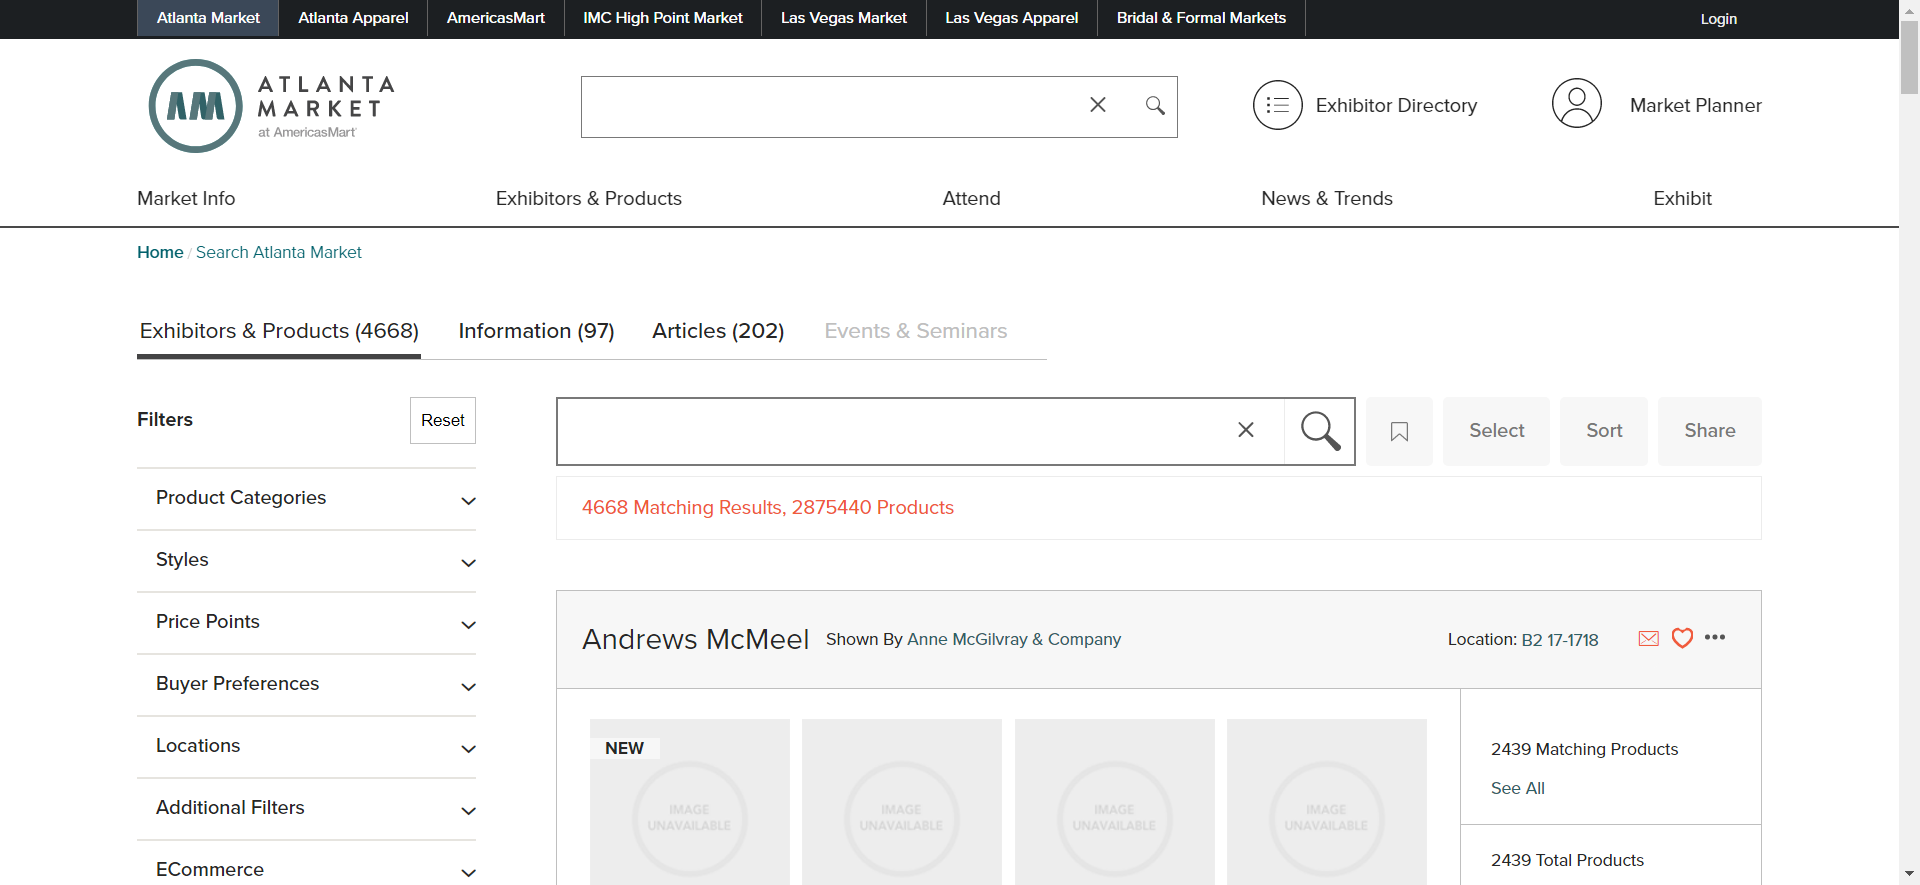 Atlanta Market
Atlanta Apparel
AmericasMart
IMC High Point Market
Las Vegas Market
Las Vegas Apparel
Bridal & Formal Markets
Login
AM
ATLANTA
MARKET
at AmericasMart
Exhibitor Directory
Market Planner
Market Info
Exhibitors & Products
Attend
News & Trends
Exhibit
Home / Search Atlanta Market
Exhibitors & Products (4668)
Information (97)
Articles (202)
Events & Seminars
Filters
Reset
Select
Sort
Share
4668 Matching Results, 2875440 Products
Product Categories
Styles
Price Points
Buyer Preferences
Locations
Additional Filters
ECommerce
Andrews McMeel
Shown By Anne McGilvray & Company
Location: B2 17-1718
NEW
IMAGE
UNAVAILABLE
IMAGE
UNAVAILABLE
IMAGE
UNAVAILABLE
IMAGE
UNAVAILABLE
2439 Matching Products
See All
2439 Total Products